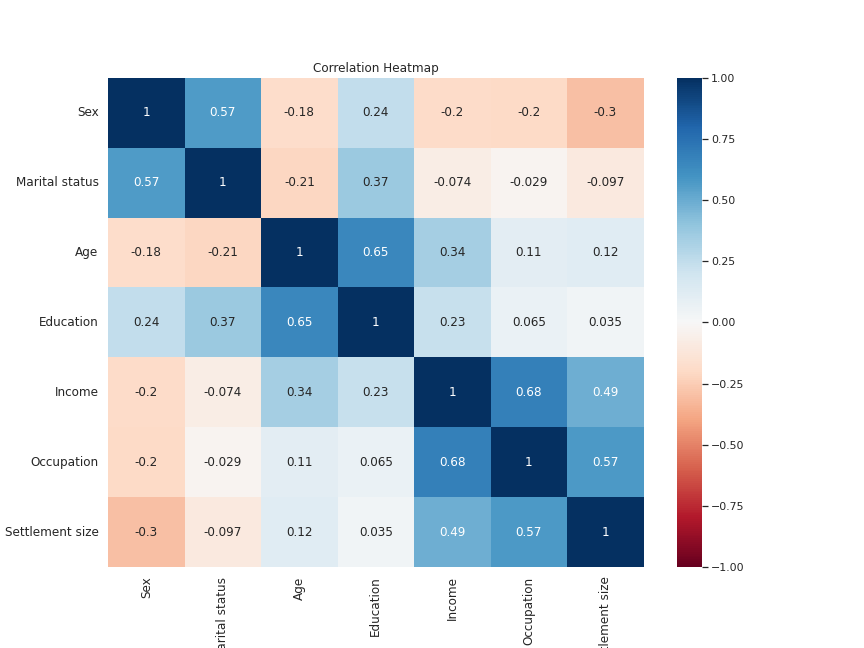 Correlation Heatmap
Sex 1 0.57 -0.18 0.24 -0.2 -0.2 -0.3
Marital status 0.57 1 -0.21 0.37 -0.074 -0.029 -0.097
Age -0.18 -0.21 1 0.65 0.34 0.11 0.12
Education 0.24 0.37 0.65 1 0.23 0.065 0.035
Income -0.2 -0.074 0.34 0.23 1 0.68 0.49
Occupation -0.2 -0.029 0.11 0.065 0.68 1 0.57
Settlement size -0.3 -0.097 0.12 0.035 0.49 0.57 1
Sex
arital status
Age
Education
Income
Occupation
tlement size
1.00
0.75
0.50
0.25
0.00
−0.25
−0.50
−0.75
−1.00